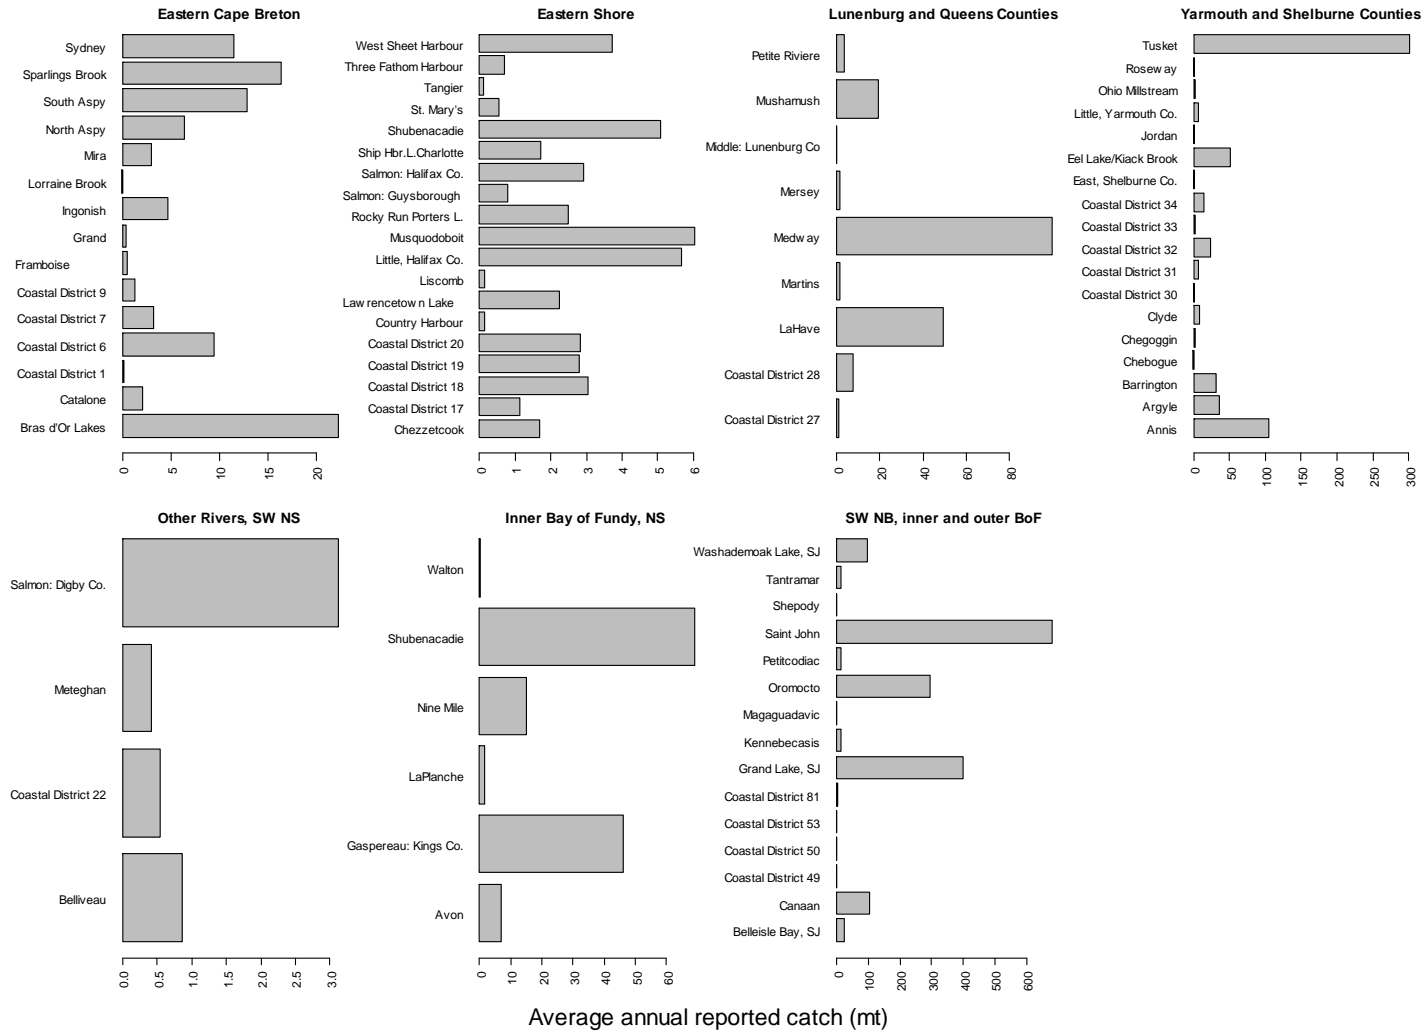 Eastern Cape Breton
Sydney
Sparlings Brook
South Aspy
North Aspy
Mira
Lorraine Brook
Ingonish
Grand
Framboise
Coastal District 9
Coastal District 7
Coastal District 6
Coastal District 1
Catalone
Bras d'Or Lakes
0 5 10 15 20
Eastern Shore
West Sheet Harbour
Three Fathom Harbour
Tangier
St. Mary's
Shubenacadie
Ship Hbr.L.Charlotte
Salmon: Halifax Co.
Salmon: Guysborough
Rocky Run Porters L.
Musquodoboit
Little, Halifax Co.
Liscomb
Lawrencetown Lake
Country Harbour
Coastal District 20
Coastal District 19
Coastal District 18
Coastal District 17
Chezzetcook
0 1 2 3 4 5 6
Lunenburg and Queens Counties
Petite Riviere
Mushamush
Middle: Lunenburg Co
Mersey
Medway
Martins
LaHave
Coastal District 28
Coastal District 27
0 20 40 60 80
Yarmouth and Shelburne Counties
Tusket
Roseway
Ohio Millstream
Little, Yarmouth Co.
Jordan
Eel Lake/Kiack Brook
East, Shelburne Co.
Coastal District 34
Coastal District 33
Coastal District 32
Coastal District 31
Coastal District 30
Clyde
Chegoggin
Chebogue
Barrington
Argyle
Annis
0 50 100 150 200 250 300
Other Rivers, SW NS
Salmon: Digby Co.
Meteghan
Coastal District 22
Belliveau
0.0 0.5 1.0 1.5 2.0 2.5 3.0
Inner Bay of Fundy, NS
Walton
Shubenacadie
Nine Mile
LaPlanche
Gaspereau: Kings Co.
Avon
0 10 20 30 40 50 60
SW NB, inner and outer BoF
Washademoak Lake, SJ
Tantramar
Shepody
Saint John
Petitcodiac
Oromocto
Magaguadavic
Kennebecasis
Grand Lake, SJ
Coastal District 81
Coastal District 53
Coastal District 50
Coastal District 49
Canaan
Belleisle Bay, SJ
0 100 200 300 400 500 600
Average annual reported catch (mt)